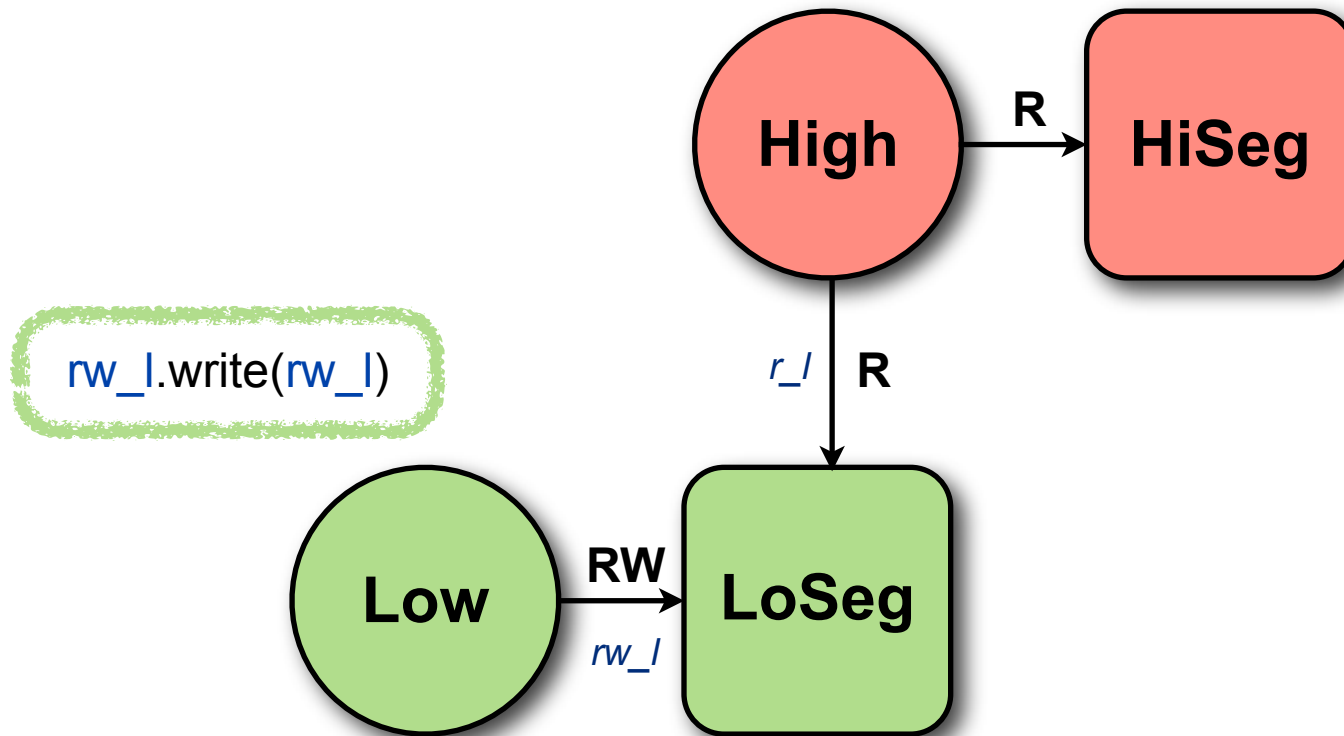 High
R
HiSeg
rw_l.write(rw_l)
r_l
R
Low
RW
rw_l
LoSeg